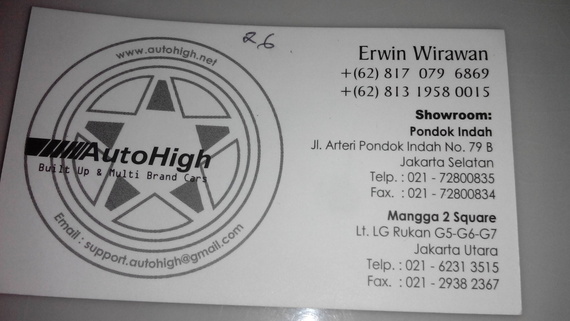 R6
www.autohigh.net
AutoHigh
Built Up & Multi Brand Cars
Email : support.autohigh@gmail.com
Erwin Wirawan
+(62) 817 079 6869
+(62) 813 1958 0015
Showroom:
Pondok Indah
Jl. Arteri Pondok Indah No. 79 B
Jakarta Selatan
Telp. : 021 - 72800835
Fax. : 021 - 72800834
Mangga 2 Square
Lt. LG Rukan G5-G6-G7
Jakarta Utara
Telp. : 021 - 6231 3515
Fax. : 021 - 2938 2367